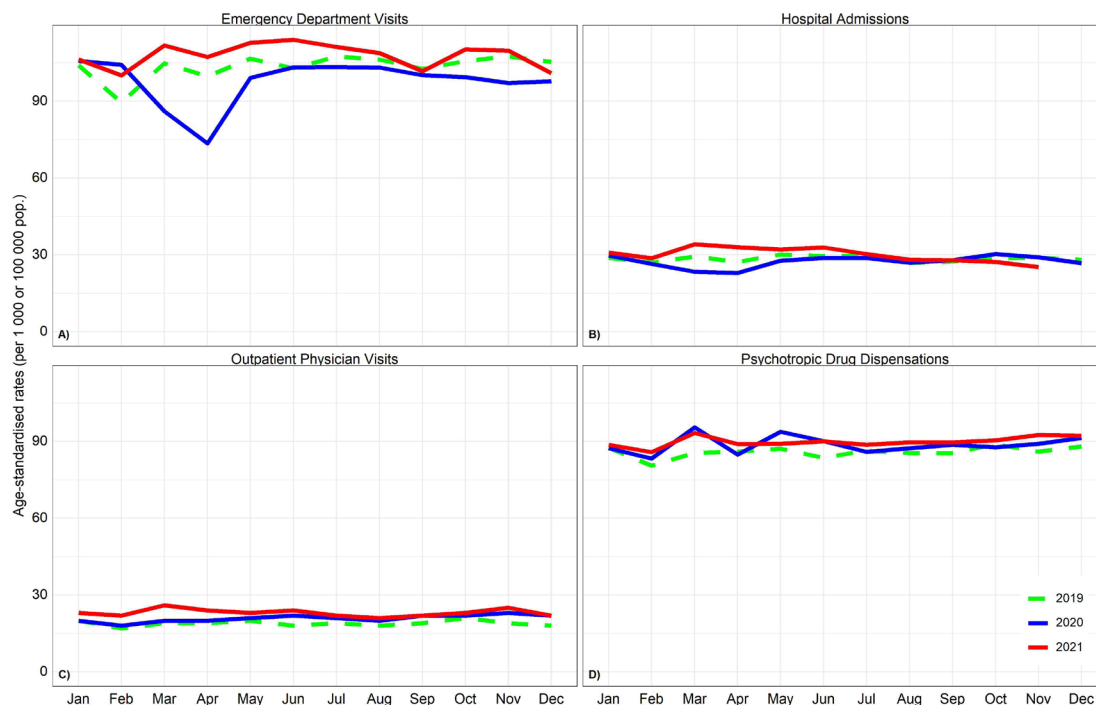 Emergency Department Visits
Hospital Admissions
Age-standardised rates (per 1 000 or 100 000 pop.)
90
60
30
0
A)
B)
Outpatient Physician Visits
Psychotropic Drug Dispensations
90
60
30
0
C)
D)
2019
2020
2021
Jan Feb Mar Apr May Jun Jul Aug Sep Oct Nov Dec
Jan Feb Mar Apr May Jun Jul Aug Sep Oct Nov Dec